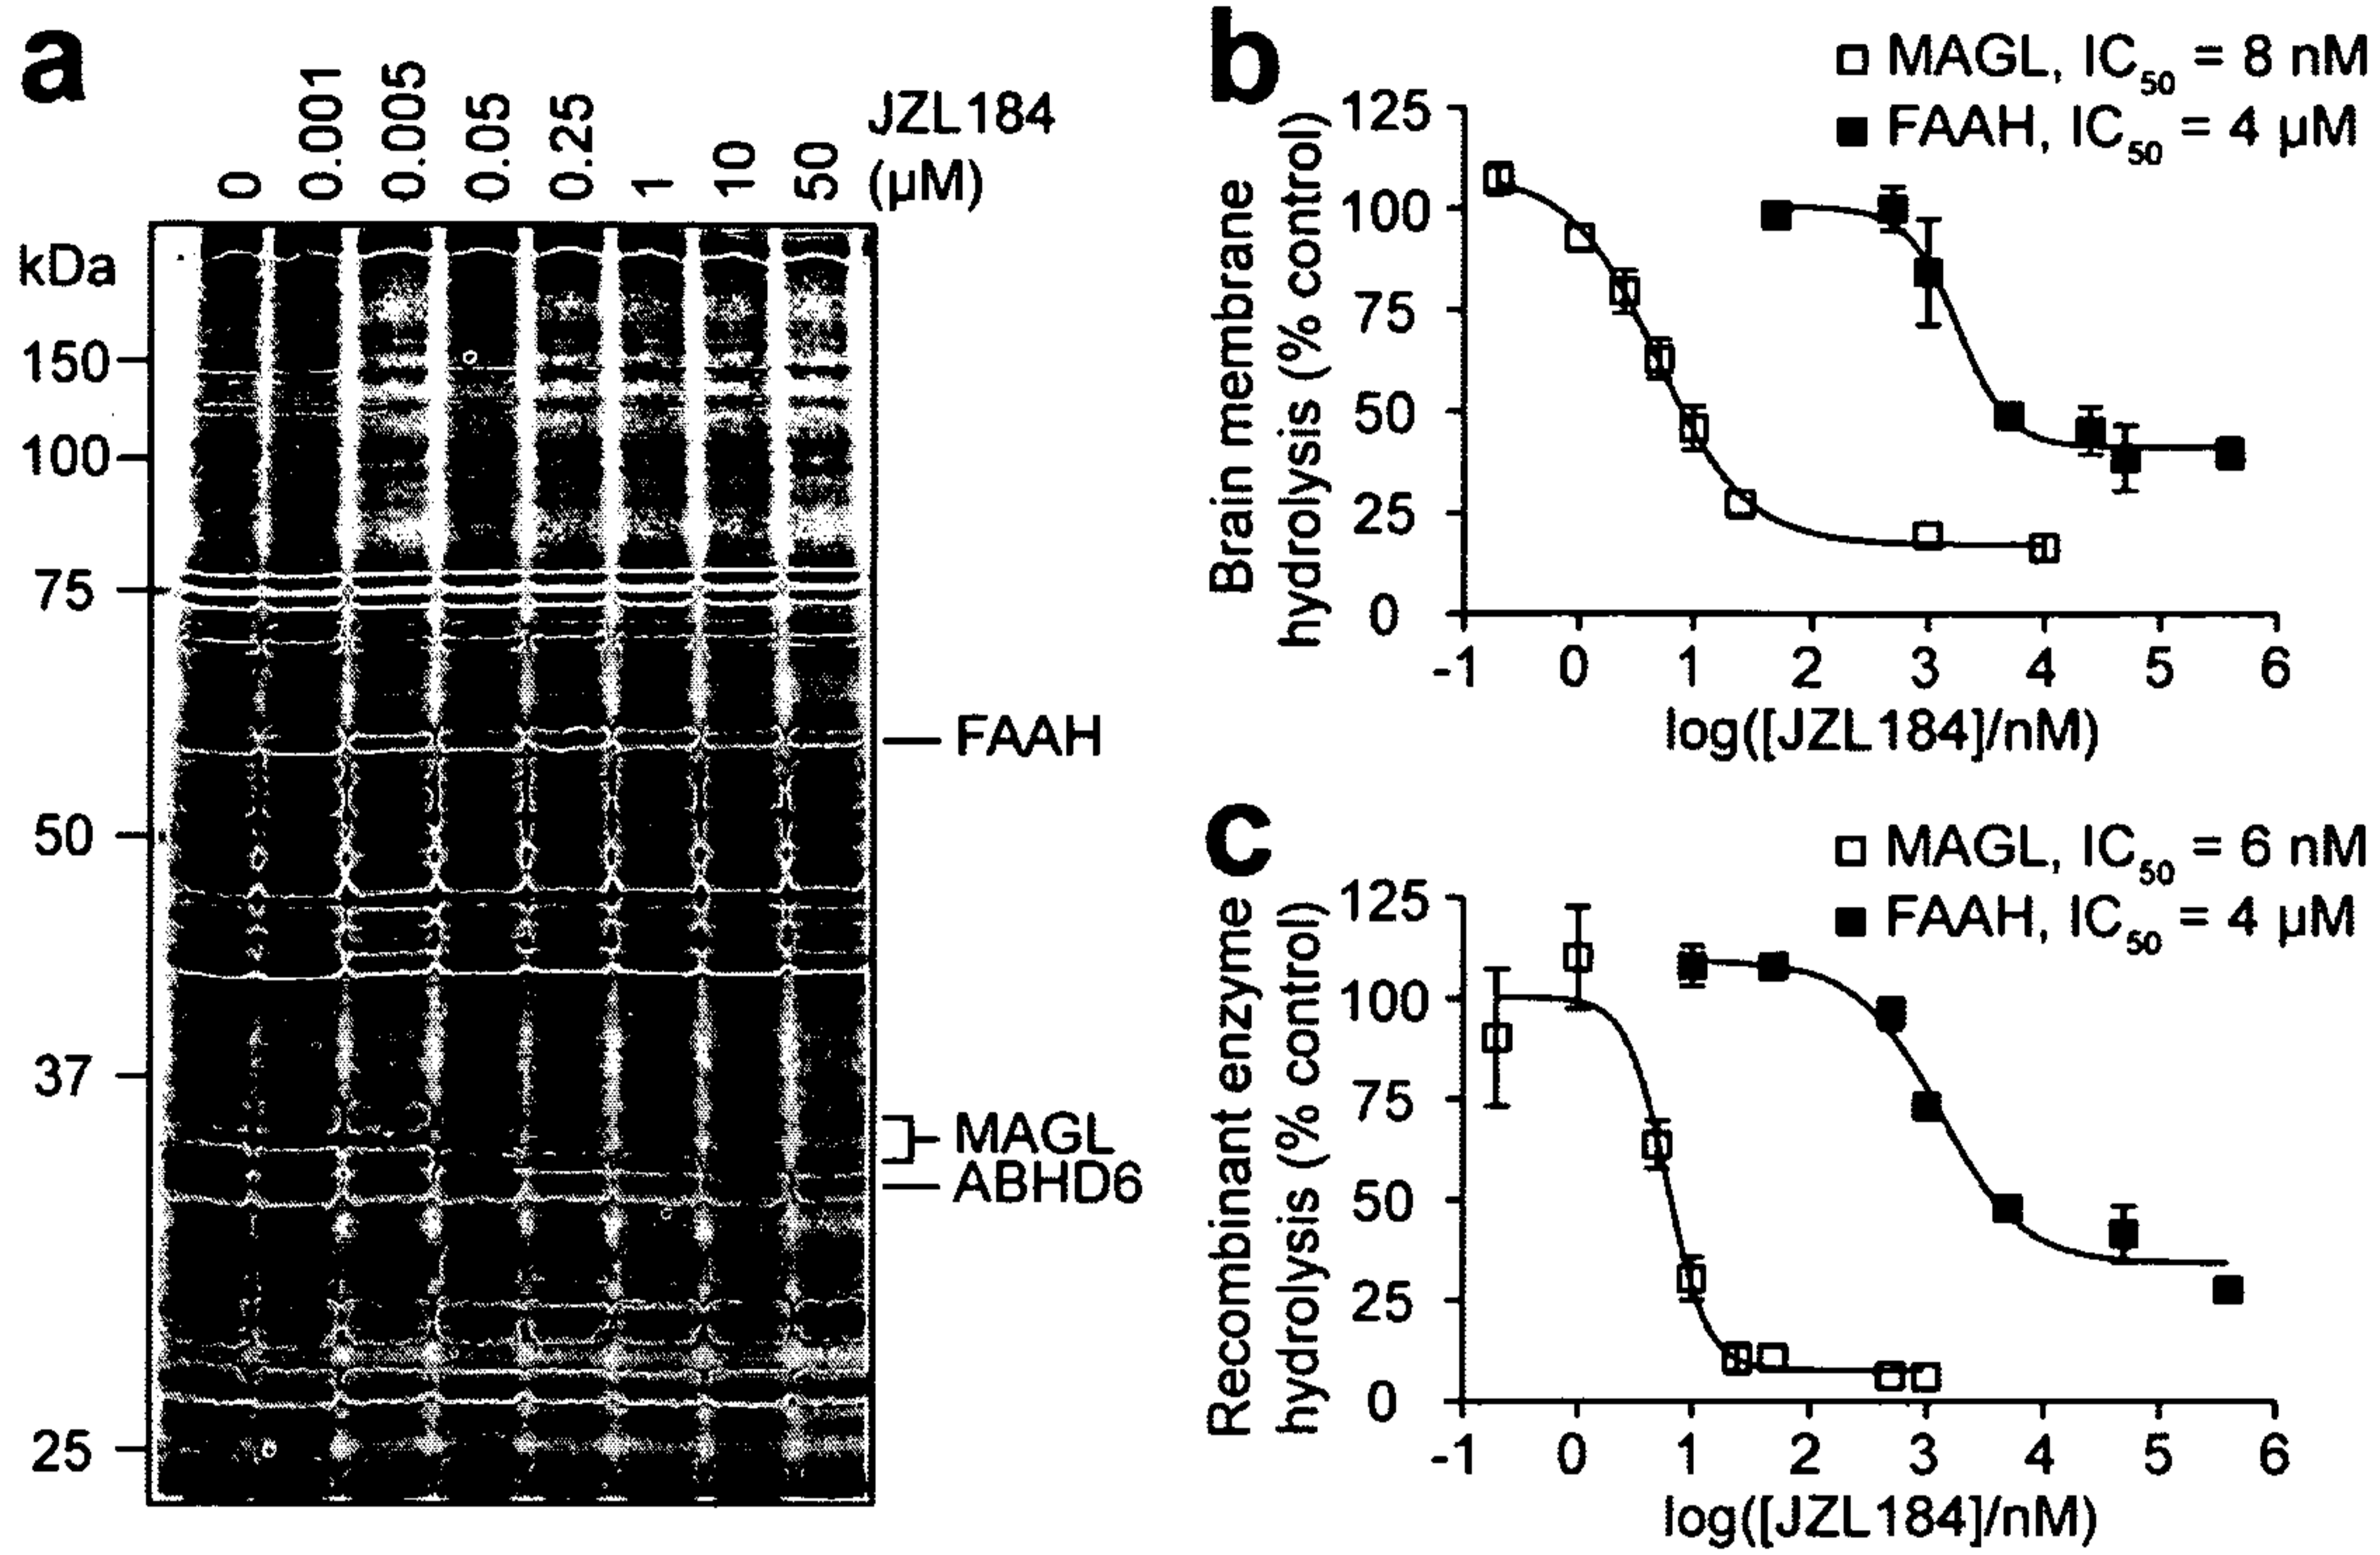 a
0
0.001
0.005
0.05
0.25
1
10
50
JZL184
(µM)
kDa
150
100
75
50
37
25
FAAH
MAGL
ABHD6
b
MAGL, IC50 = 8 nM
FAAH, IC50 = 4 µM
Brain membrane
hydrolysis (% control)
125
100
75
50
25
0
-1 0 1 2 3 4 5 6
log([JZL184]/nM)
c
MAGL, IC50 = 6 nM
FAAH, IC50 = 4 µM
Recombinant enzyme
hydrolysis (% control)
125
100
75
50
25
0
-1 0 1 2 3 4 5 6
log([JZL184]/nM)